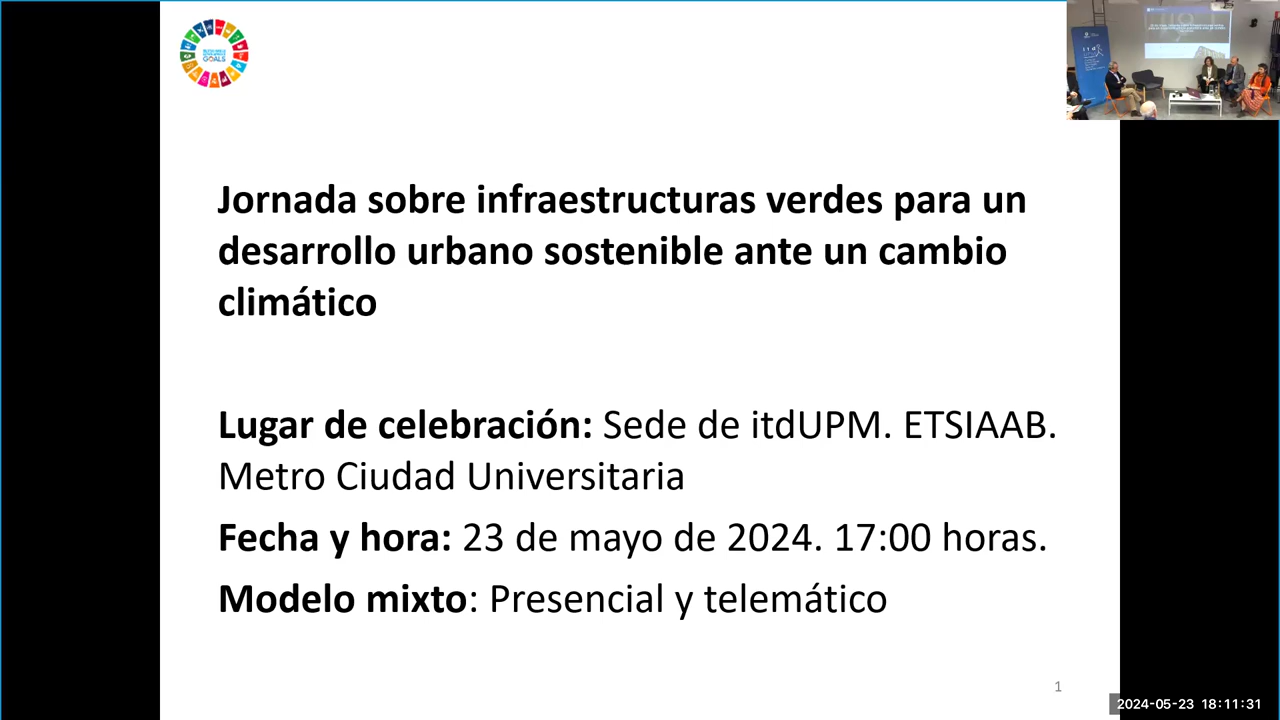 GOALS
Jornada sobre infraestructuras verdes para un
desarrollo urbano sostenible ante un cambio
climático
Lugar de celebración: Sede de itdUPM. ETSIAAB.
Metro Ciudad Universitaria
Fecha y hora: 23 de mayo de 2024. 17:00 horas.
Modelo mixto: Presencial y telemático
1
2024-05-23 18:11:31